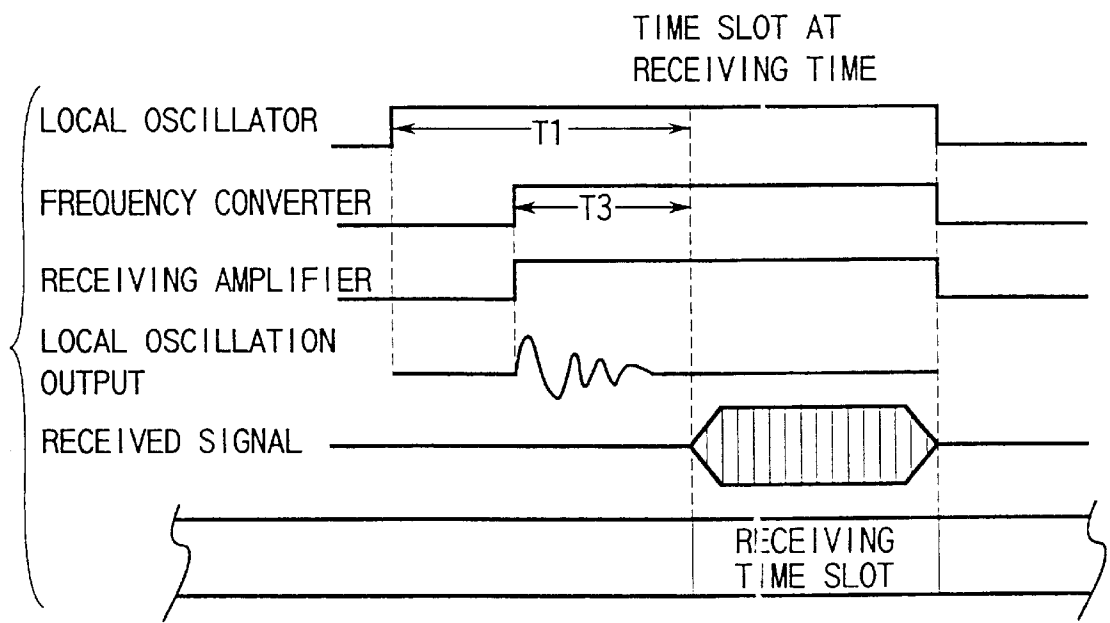 TIME SLOT AT
RECEIVING TIME
LOCAL OSCILLATOR
T1
FREQUENCY CONVERTER
T3
RECEIVING AMPLIFIER
LOCAL OSCILLATION
OUTPUT
RECEIVED SIGNAL
RECEIVING
TIME SLOT